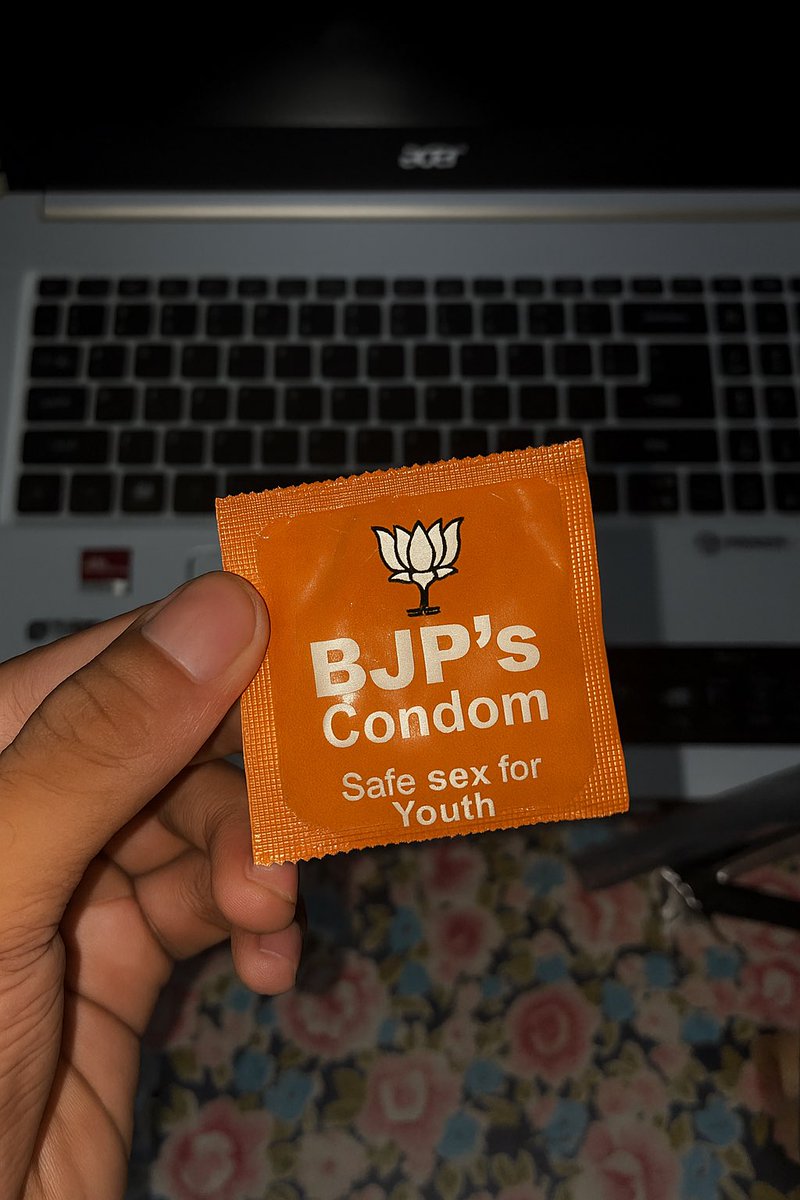 acer
BJP's
Condom
Safe sex for
Youth